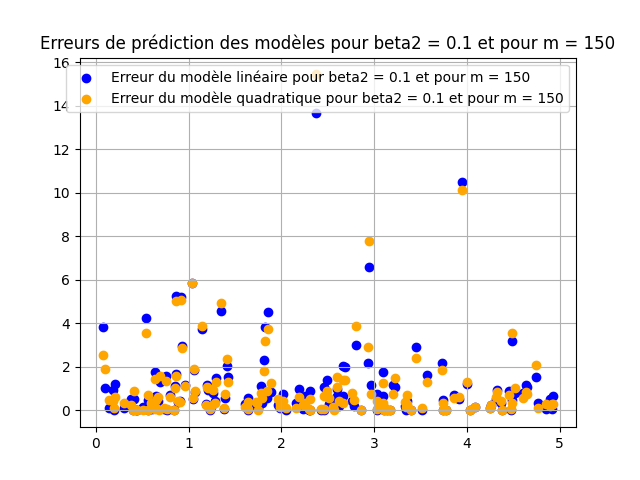 Erreurs de prédiction des modèles pour beta2 = 0.1 et pour m = 150
Erreur du modèle linéaire pour beta2 = 0.1 et pour m = 150
Erreur du modèle quadratique pour beta2 = 0.1 et pour m = 150
16
14
12
10
8
6
4
2
0
0 1 2 3 4 5